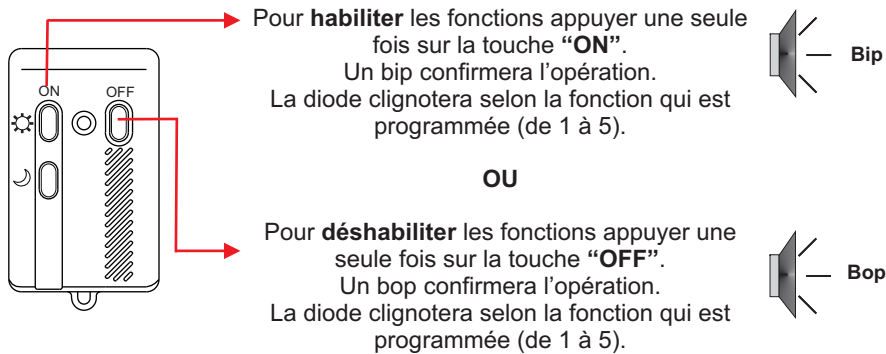 Pour habiliter les fonctions appuyer une seule
fois sur la touche “ON”.
Un bip confirmera l’opération.
La diode clignotera selon la fonction qui est
programmée (de 1 à 5).
Bip
ON
OFF
OU
Pour déshabiliter les fonctions appuyer une
seule fois sur la touche “OFF”.
Un bop confirmera l’opération.
La diode clignotera selon la fonction qui est
programmée (de 1 à 5).
Bop